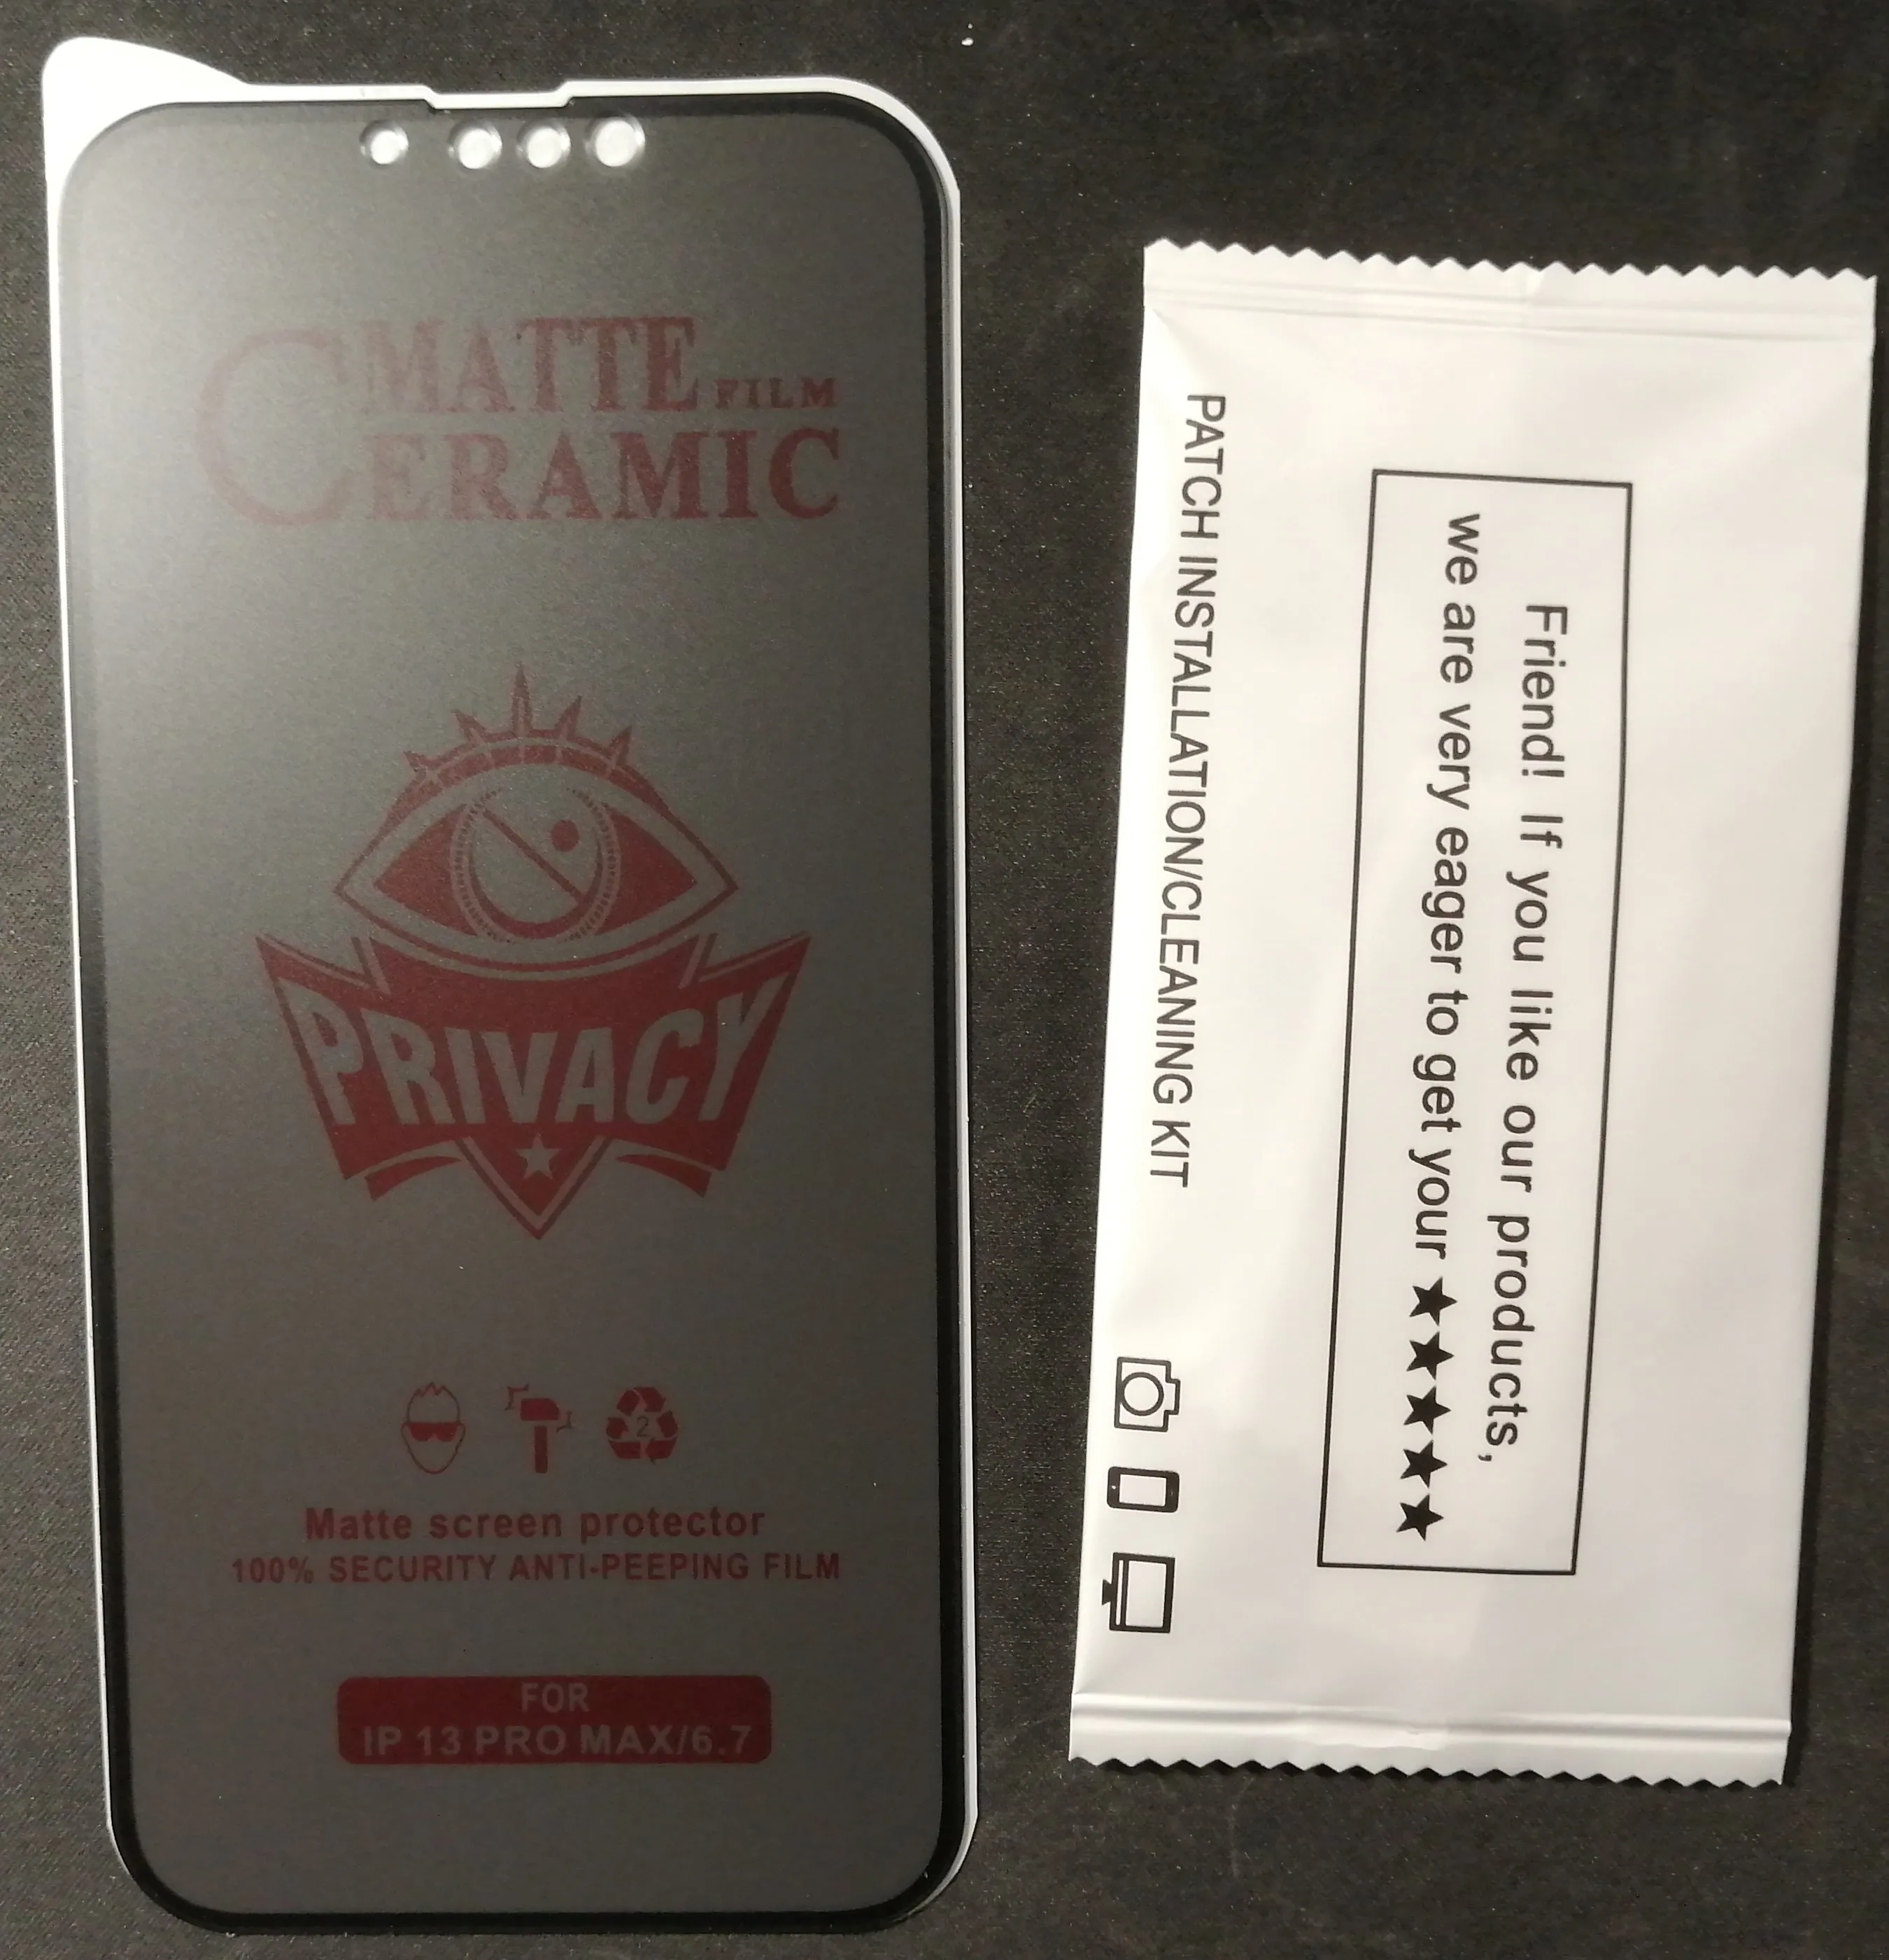 MATTE FILM
CERAMIC
PRIVACY
2
Matte screen protector
100% SECURITY ANTI-PEEPING FILM
FOR
IP 13 PRO MAX/6.7
Friend! If you like our products,
we are very eager to get your ★★★★★
PATCH INSTALLATION/CLEANING KIT